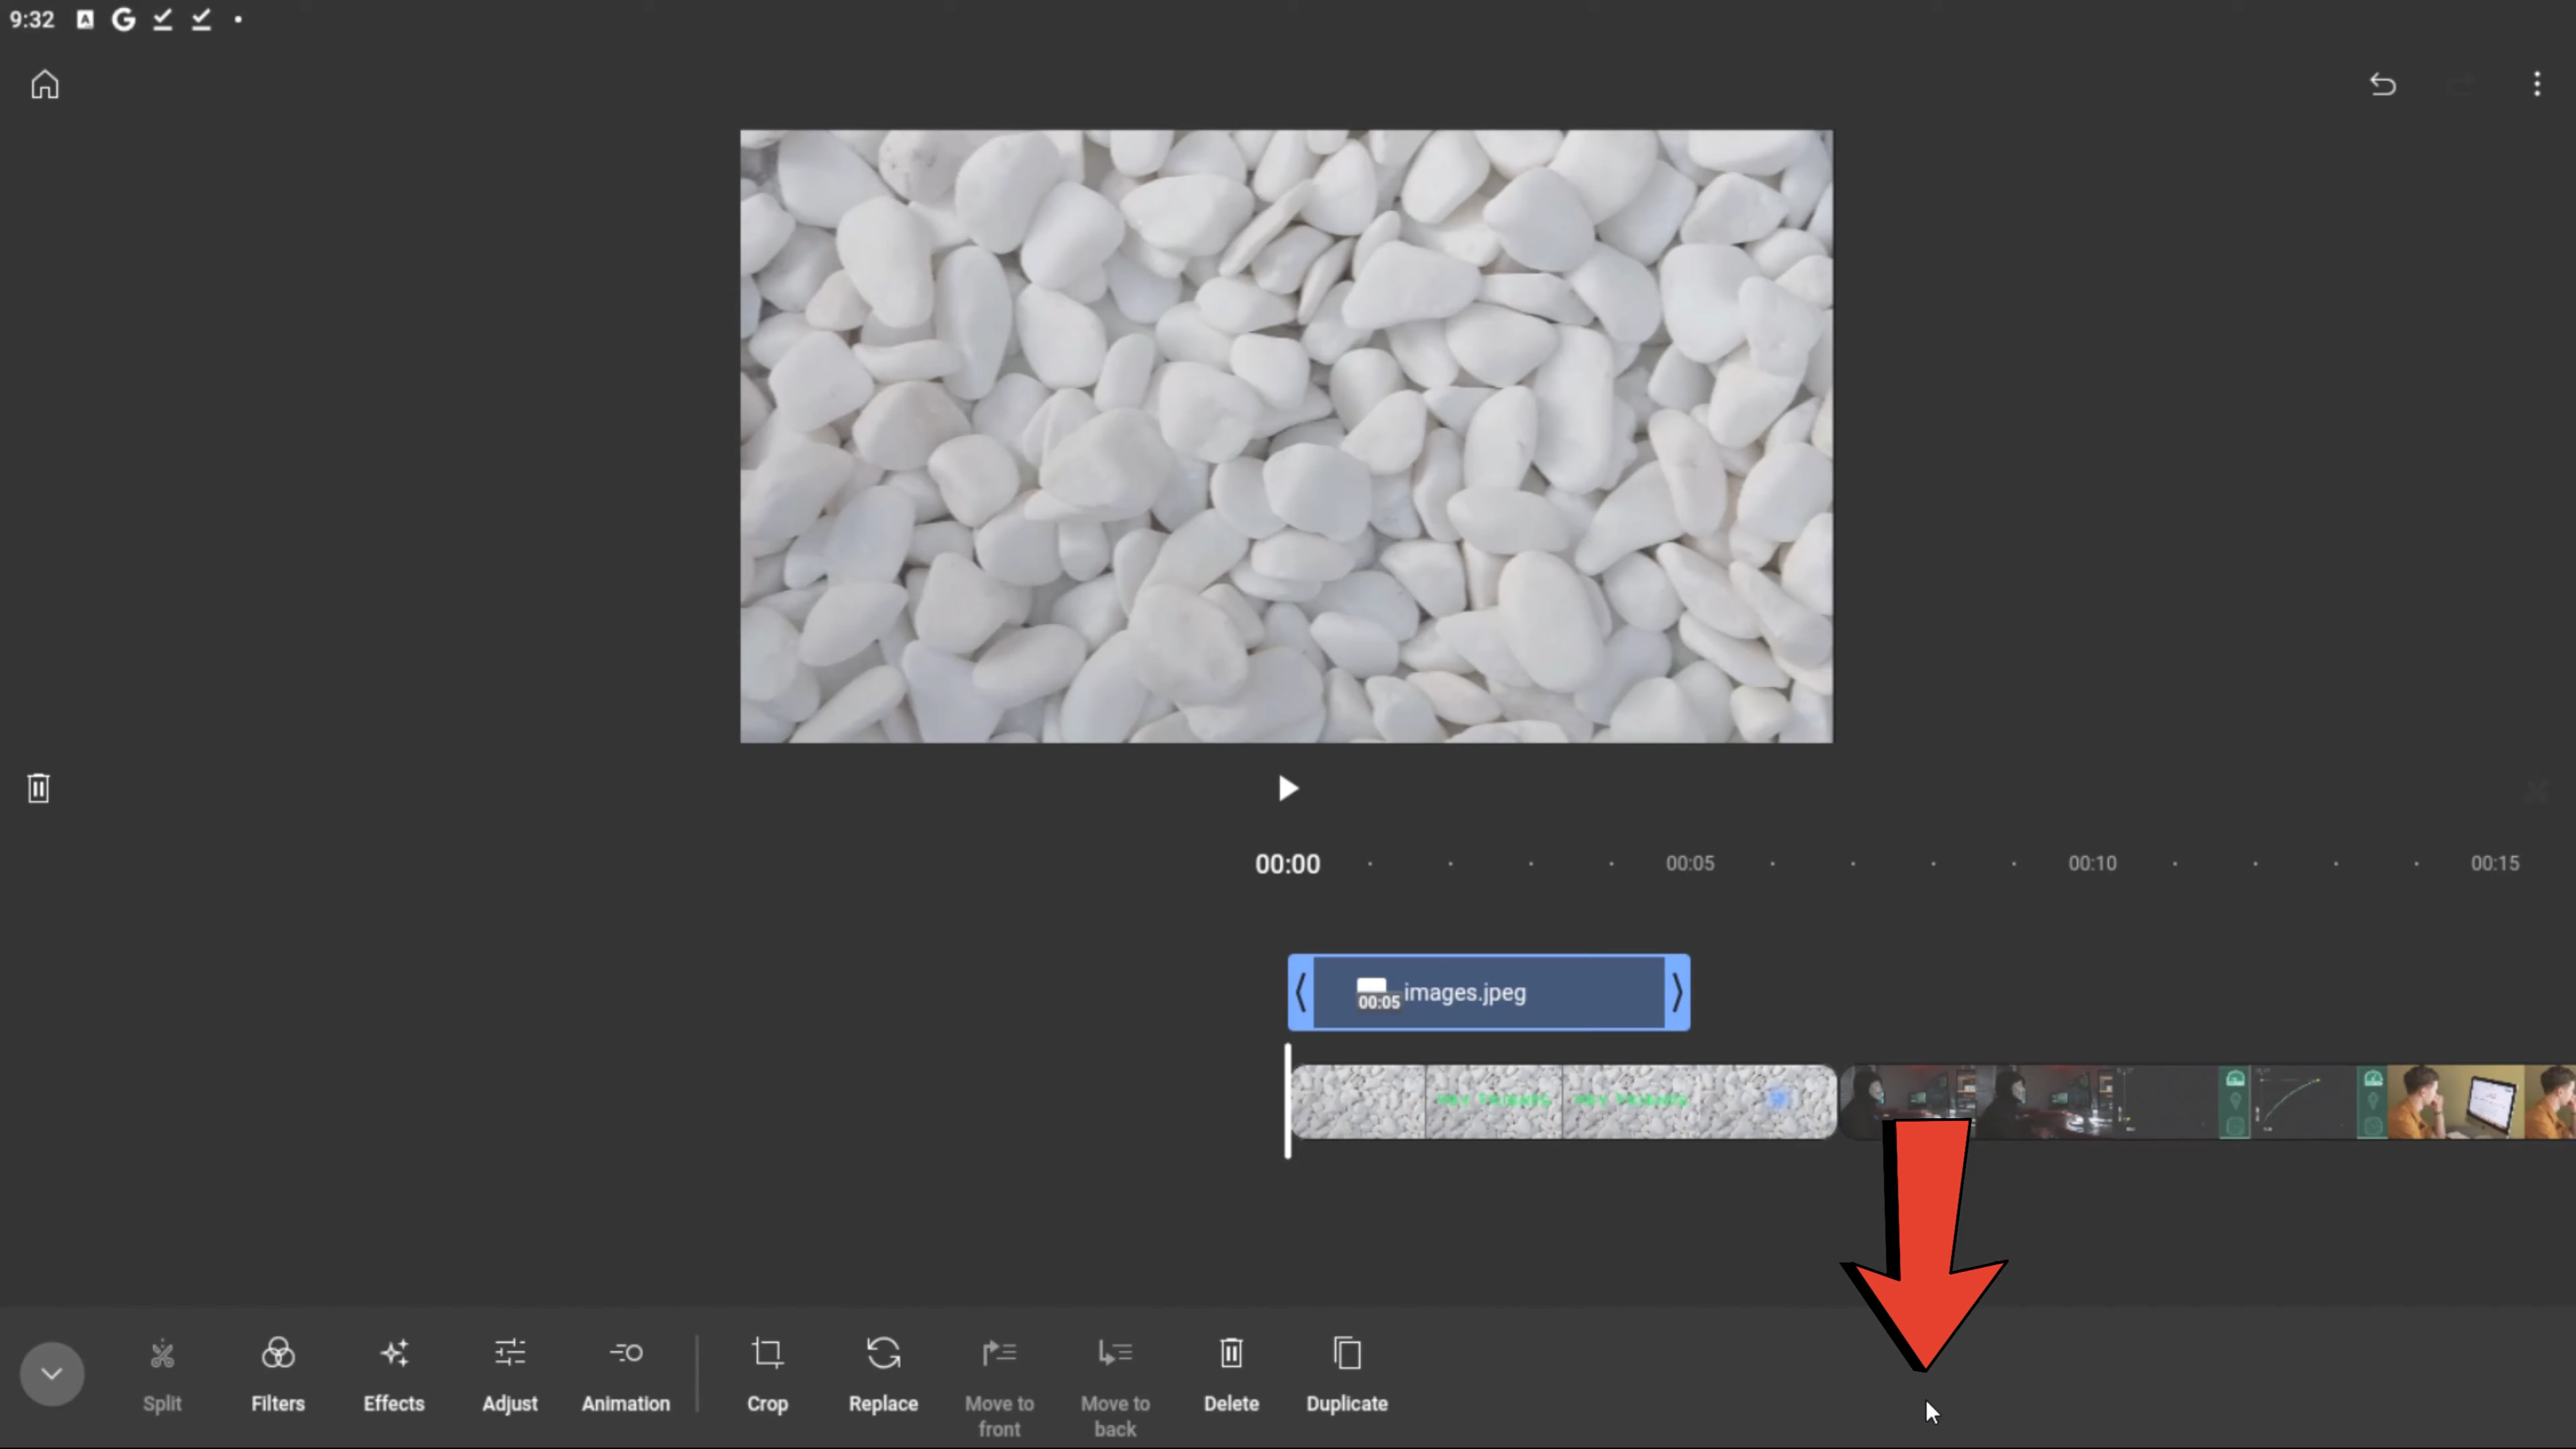 9:32
00:00
00:05
00:10
00:15
00:05 images.jpeg
Split
Filters
Effects
Adjust
Animation
Crop
Replace
Move to
front
Move to
back
Delete
Duplicate